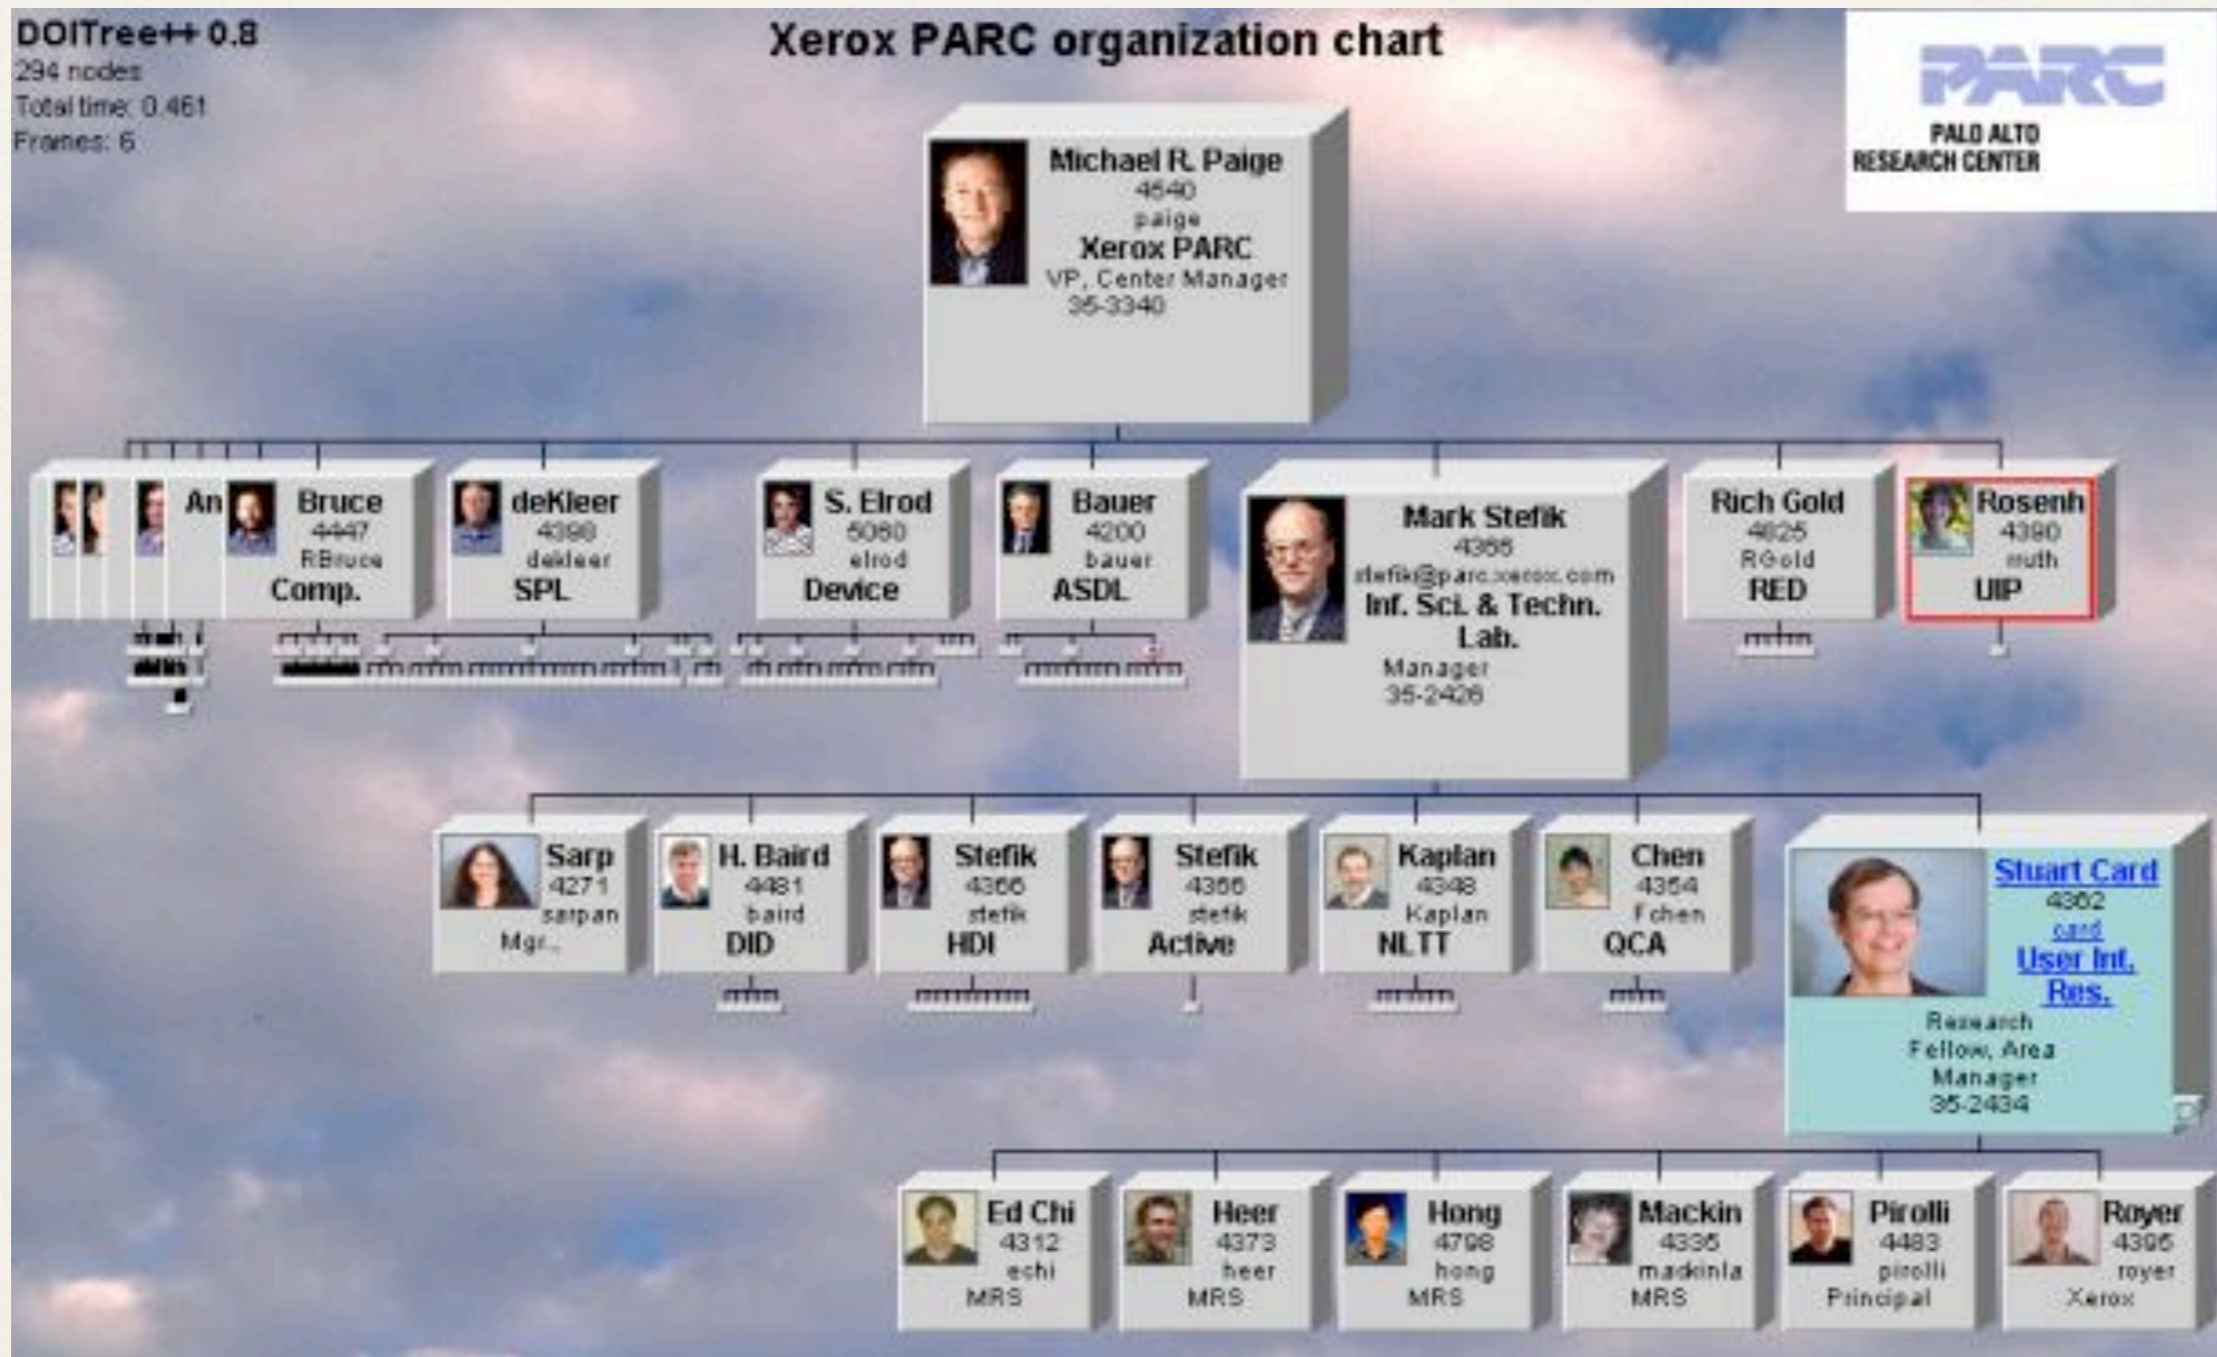 DOITree++ 0.8
294 nodes
Total time: 0.461
Frames: 6
Xerox PARC organization chart
PARC
PALO ALTO
RESEARCH CENTER
Michael R. Paige
4640
paige
Xerox PARC
VP, Center Manager
35-3340
An
Bruce
4447
RBruce
Comp.
deKleer
4398
dekleer
SPL
S. Elrod
5060
elrod
Device
Bauer
4200
bauer
ASDL
Mark Stefik
4366
stefik@parc.xerox.com
Inf. Sci. & Techn.
Lab.
Manager
35-2426
Rich Gold
4825
RGold
RED
Rosenh
4380
UIP
Sarp
4271
sarpan
Mgr.,
H. Baird
4481
baird
DID
Stefik
4366
stefik
HDI
Stefik
4366
stefik
Active
Kaplan
4348
Kaplan
NLTT
Chen
4354
Fchen
QCA
Stuart Card
4362
card
User Int.
Res.
Research
Fellow, Area
Manager
35-2434
Ed Chi
4312
echi
MRS
Heer
4373
heer
MRS
Hong
4798
hong
MRS
Mackin
4335
mackinla
MRS
Pirolli
4483
pirolli
Principal
Royer
4395
royer
Xerox